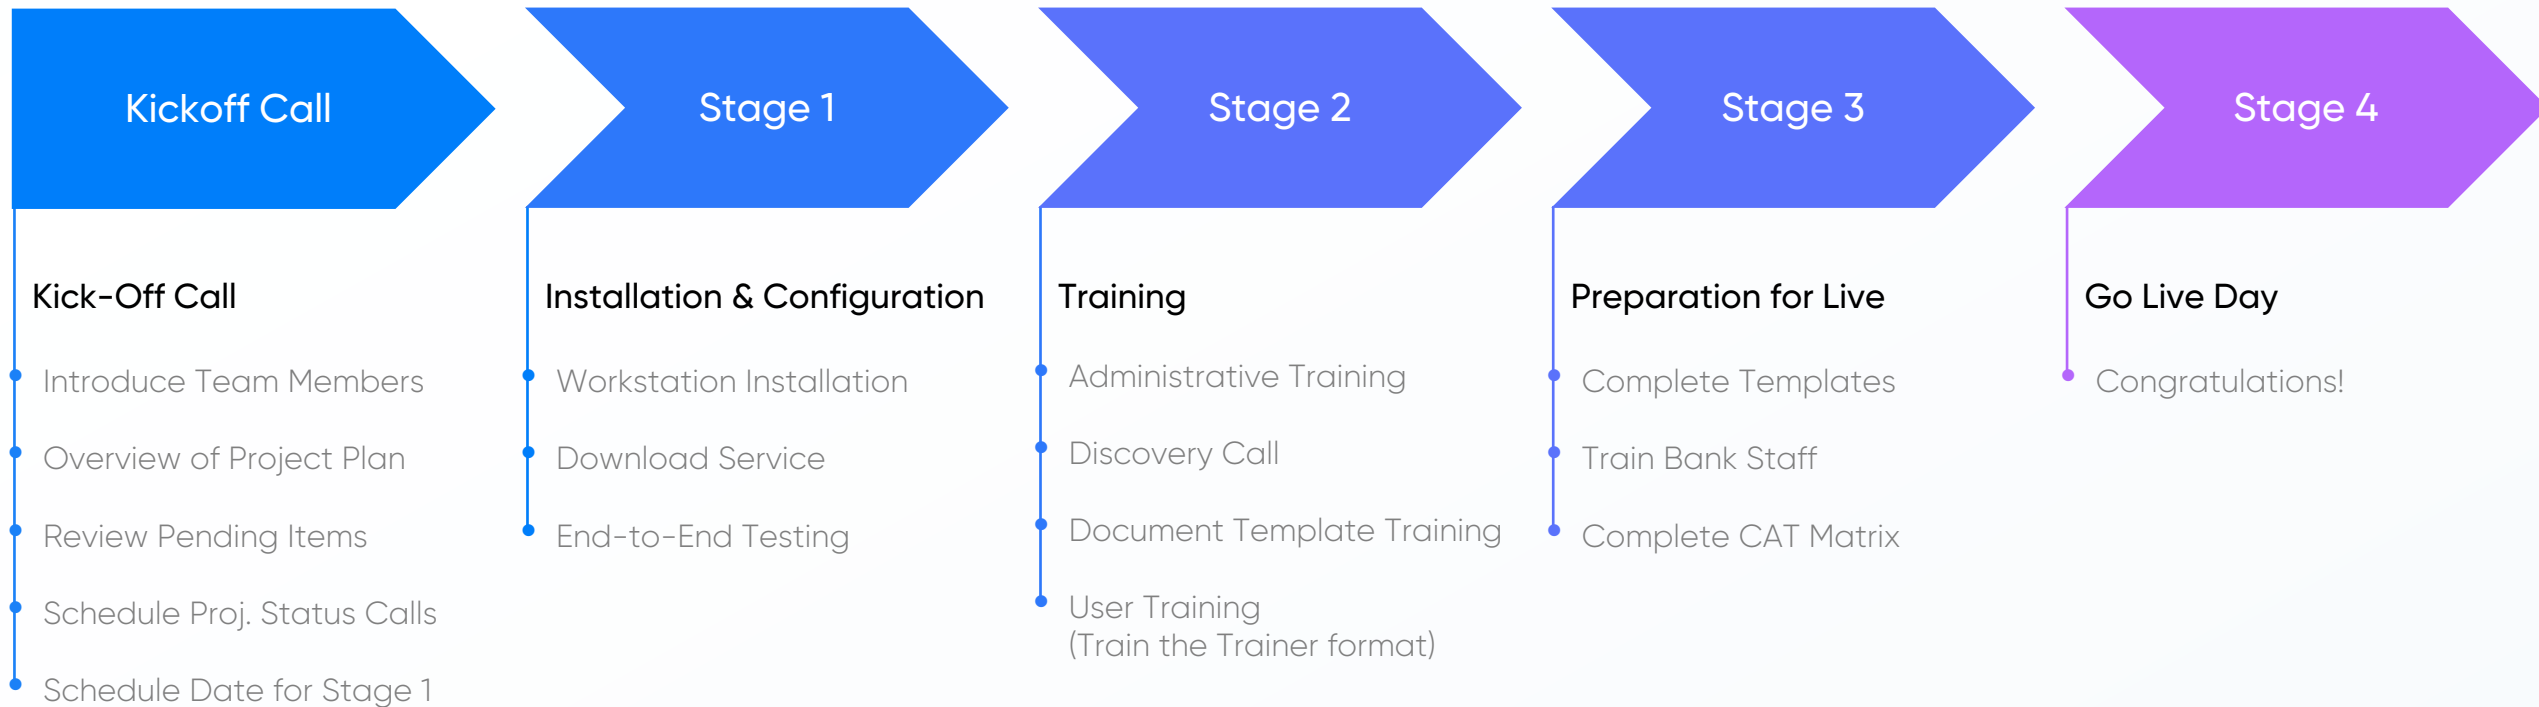 Kickoff Call
Stage 1
Stage 2
Stage 3
Stage 4
Kick-Off Call
Introduce Team Members
Overview of Project Plan
Review Pending Items
Schedule Proj. Status Calls
Schedule Date for Stage 1
Installation & Configuration
Workstation Installation
Download Service
End-to-End Testing
Training
Administrative Training
Discovery Call
Document Template Training
User Training
(Train the Trainer format)
Preparation for Live
Complete Templates
Train Bank Staff
Complete CAT Matrix
Go Live Day
Congratulations!